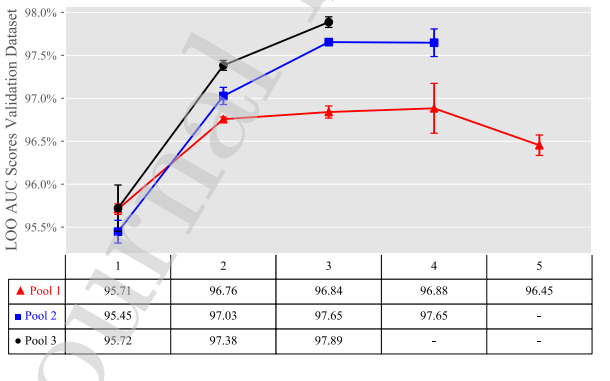 98.0%
97.5%
97.0%
96.5%
96.0%
95.5%
LOO AUC Scores Validation Dataset
1 2 3 4 5
Pool 1 95.71 96.76 96.84 96.88 96.45
Pool 2 95.45 97.03 97.65 97.65 -
Pool 3 95.72 97.38 97.89 - -
ournal